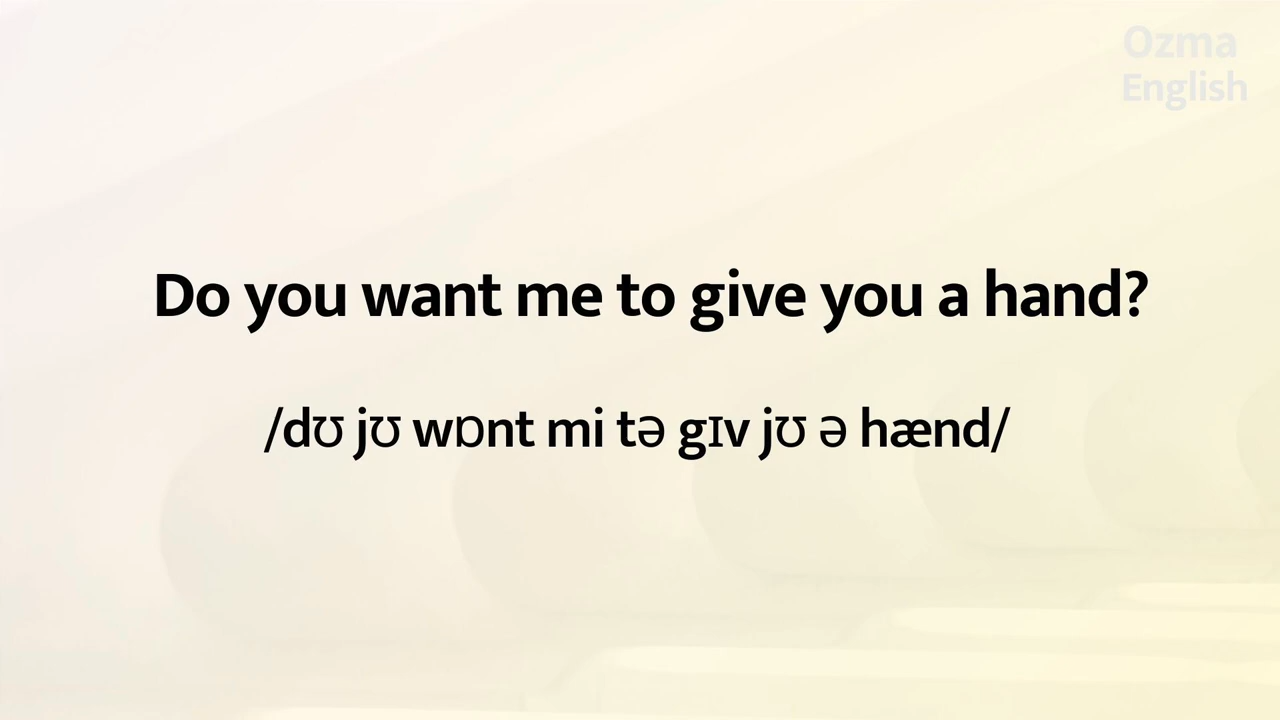 Ozma
English
Do you want me to give you a hand?
/dʊ jʊ wɒnt mi tə gɪv jʊ ə hænd/